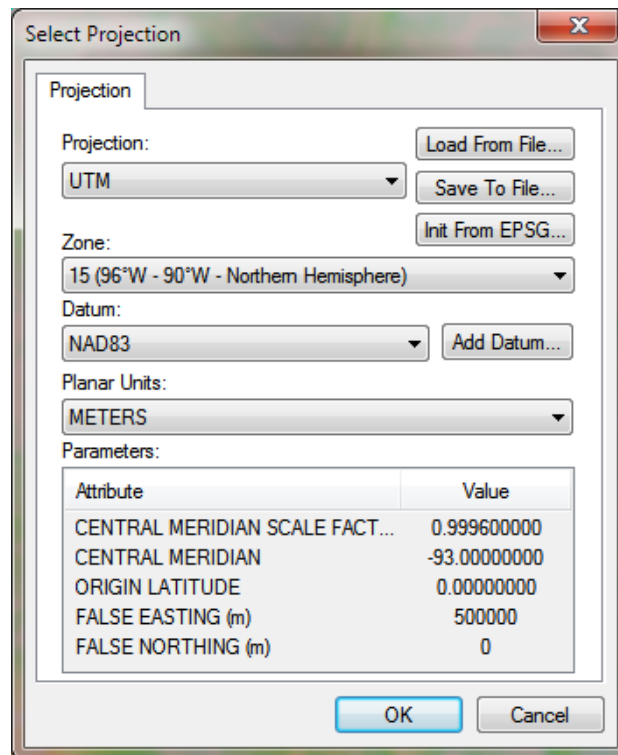 Select Projection
Projection
Projection:
Load From File...
UTM
Save To File...
Init From EPSG...
Zone:
15 (96°W - 90°W - Northern Hemisphere)
Datum:
NAD83
Add Datum...
Planar Units:
METERS
Parameters:
Attribute Value
CENTRAL MERIDIAN SCALE FACT... 0.999600000
CENTRAL MERIDIAN -93.00000000
ORIGIN LATITUDE 0.00000000
FALSE EASTING (m) 500000
FALSE NORTHING (m) 0
OK Cancel